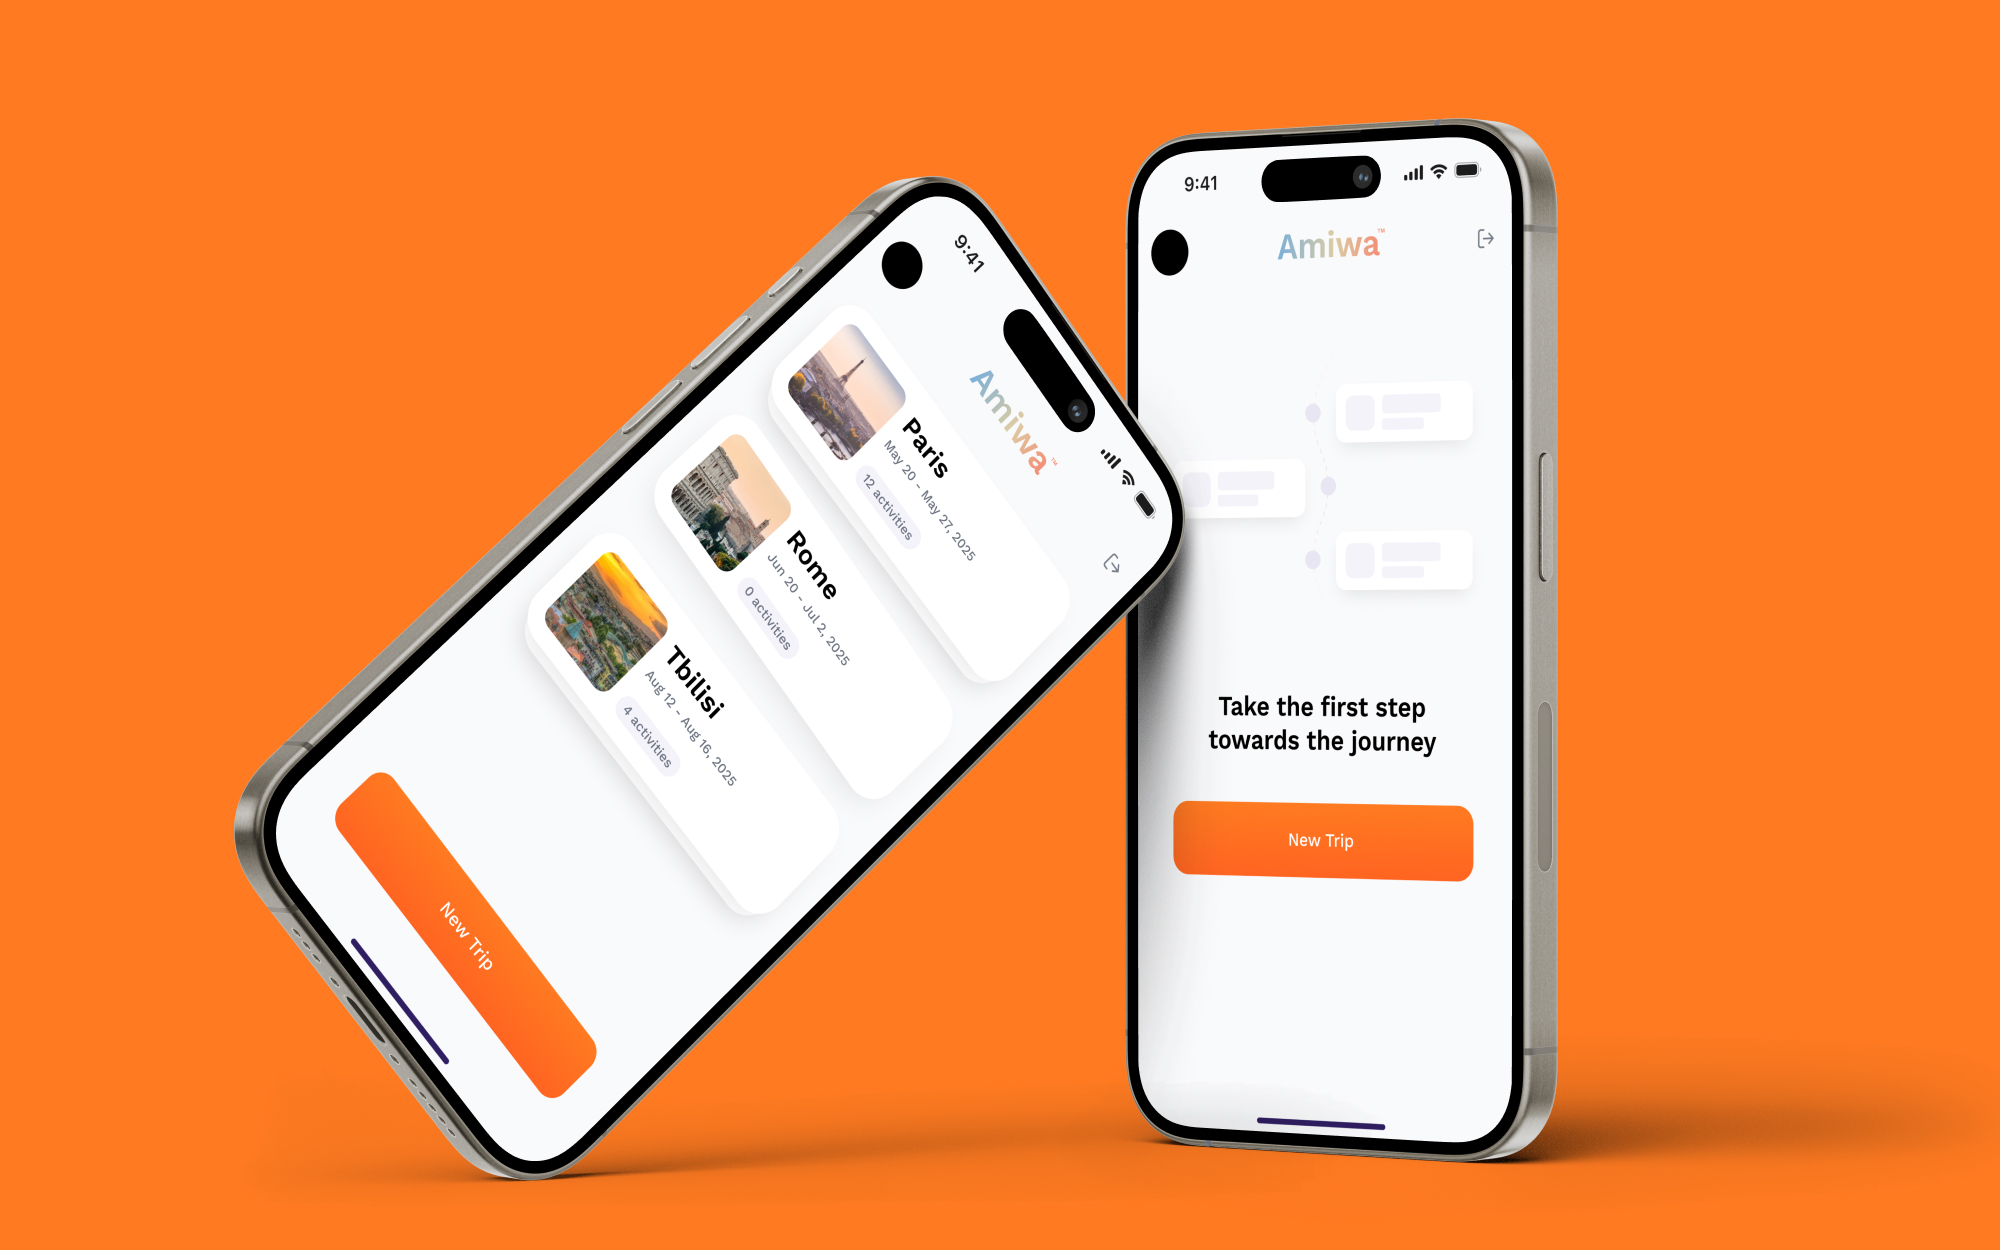 9:41
Amiwa™
Paris
May 20 - May 27, 2025
12 activities
Rome
Jun 20 - Jul 2, 2025
0 activities
Tbilisi
Aug 12 - Aug 16, 2025
4 activities
New Trip
9:41
Amiwa™
Take the first step
towards the journey
New Trip